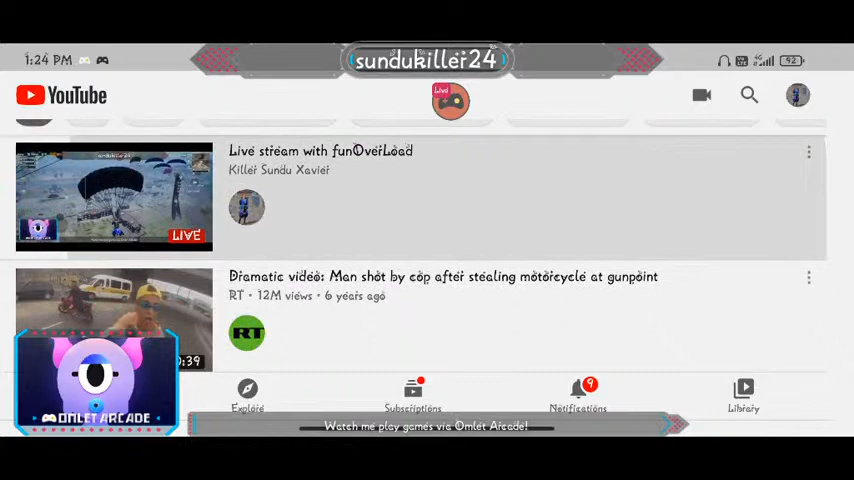 1:24 PM
sundukiller24
92
YouTube
Live
Live stream with funOverLoad
Killer Sundu Xavier
sundukiller24
LIVE
Dramatic video: Man shot by cop after stealing motorcycle at gunpoint
RT • 12M views • 6 years ago
RT
0:39
OMLET ARCADE
Explore
Subscriptions
9
Notifications
Library
Watch me play games via Omlet Arcade!